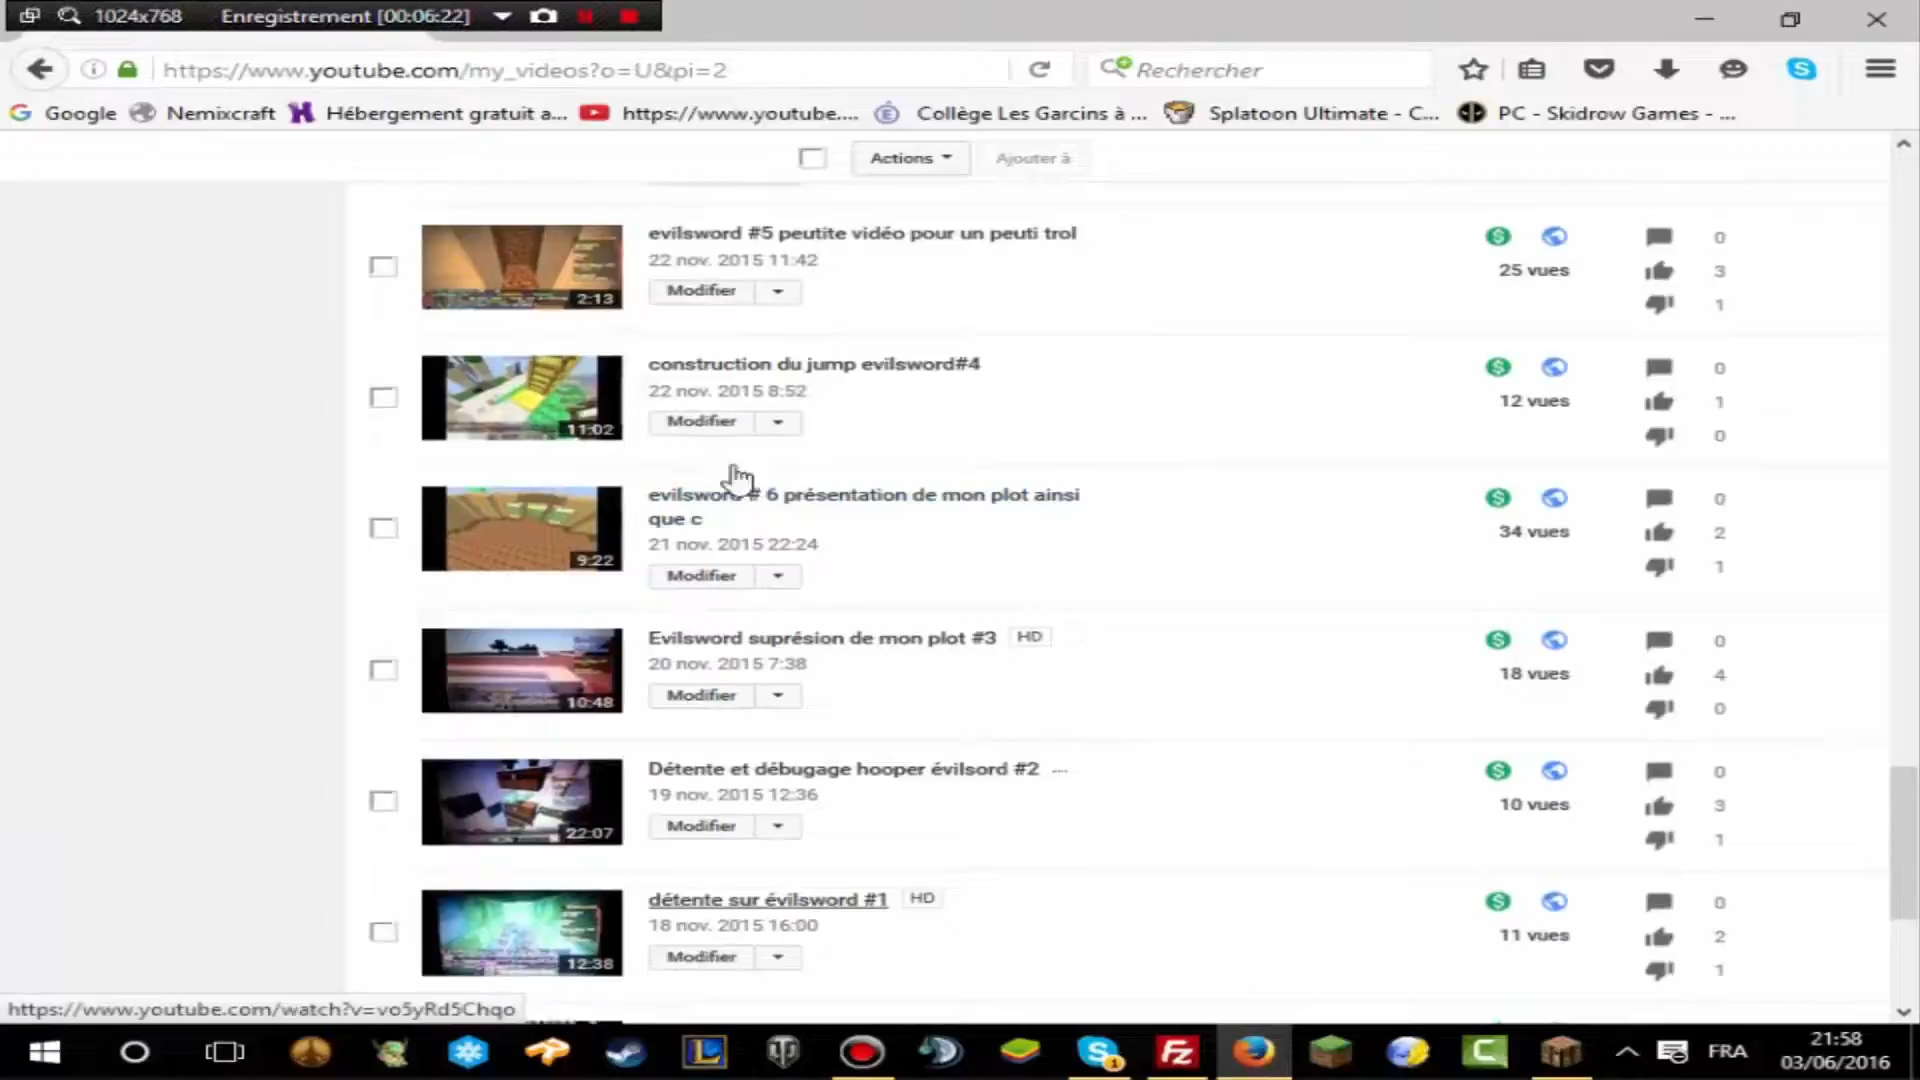 1024x768 Enregistrement [00:06:22]
https://www.youtube.com/my_videos?o=U&pi=2 Rechercher
Google Nemixcraft Hébergement gratuit a... https://www.youtube.... Collège Les Garcins à ... Splatoon Ultimate - C... PC - Skidrow Games - ...
Actions Ajouter à
evilsword #5 peutite vidéo pour un peuti trol
22 nov. 2015 11:42
Modifier
2:13
25 vues
0
3
1
construction du jump evilsword#4
22 nov. 2015 8:52
Modifier
11:02
12 vues
0
1
0
evilsword # 6 présentation de mon plot ainsi
que c
21 nov. 2015 22:24
Modifier
9:22
34 vues
0
2
1
Evilsword suprésion de mon plot #3 HD
20 nov. 2015 7:38
Modifier
10:48
18 vues
0
4
0
Détente et débugage hooper évilsord #2
19 nov. 2015 12:36
Modifier
22:07
10 vues
0
3
1
détente sur évilsword #1 HD
18 nov. 2015 16:00
Modifier
12:38
11 vues
0
2
1
https://www.youtube.com/watch?v=vo5yRd5Chqo
FRA
21:58
03/06/2016